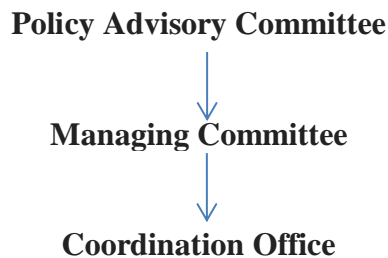 Policy Advisory Committee
Managing Committee
Coordination Office